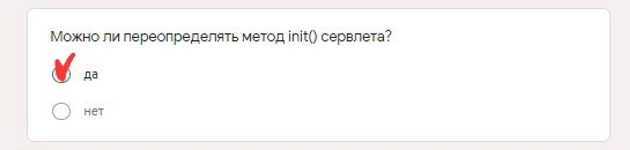 Можно ли переопределять метод init() сервлета?
да
нет